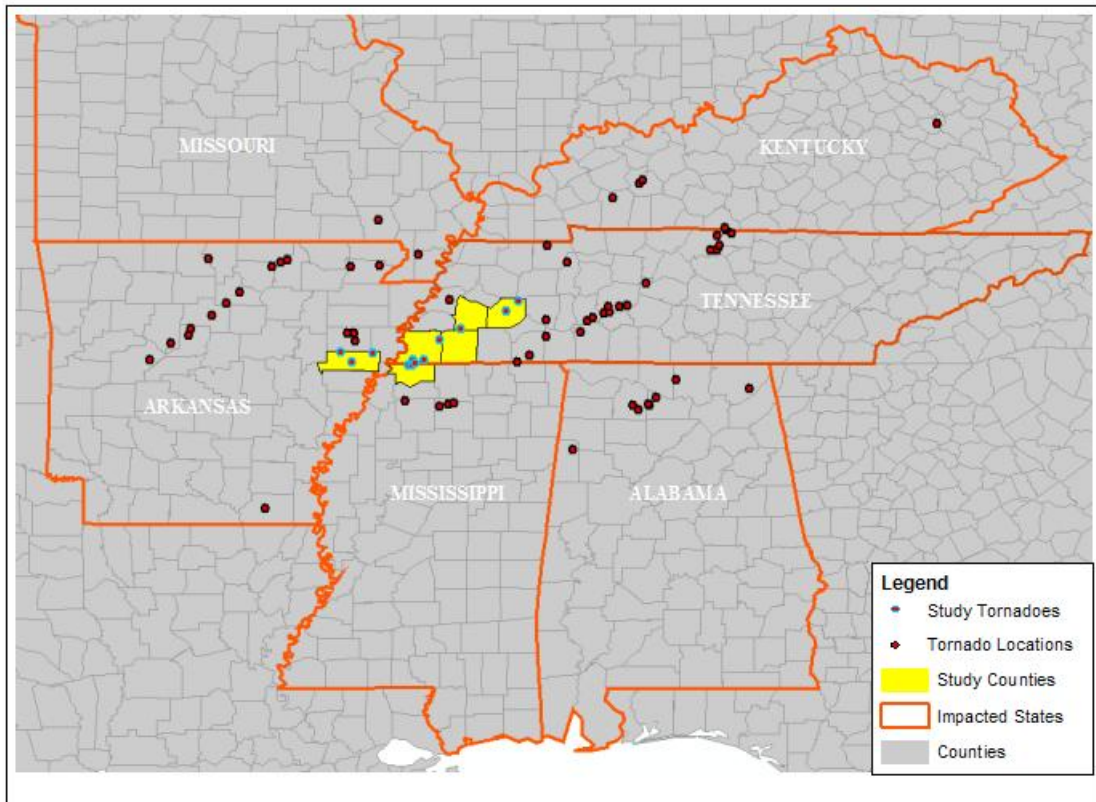 MISSOURI
KENTUCKY
TENNESSEE
ARKANSAS
MISSISSIPPI
ALABAMA
Legend
Study Tornadoes
Tornado Locations
Study Counties
Impacted States
Counties